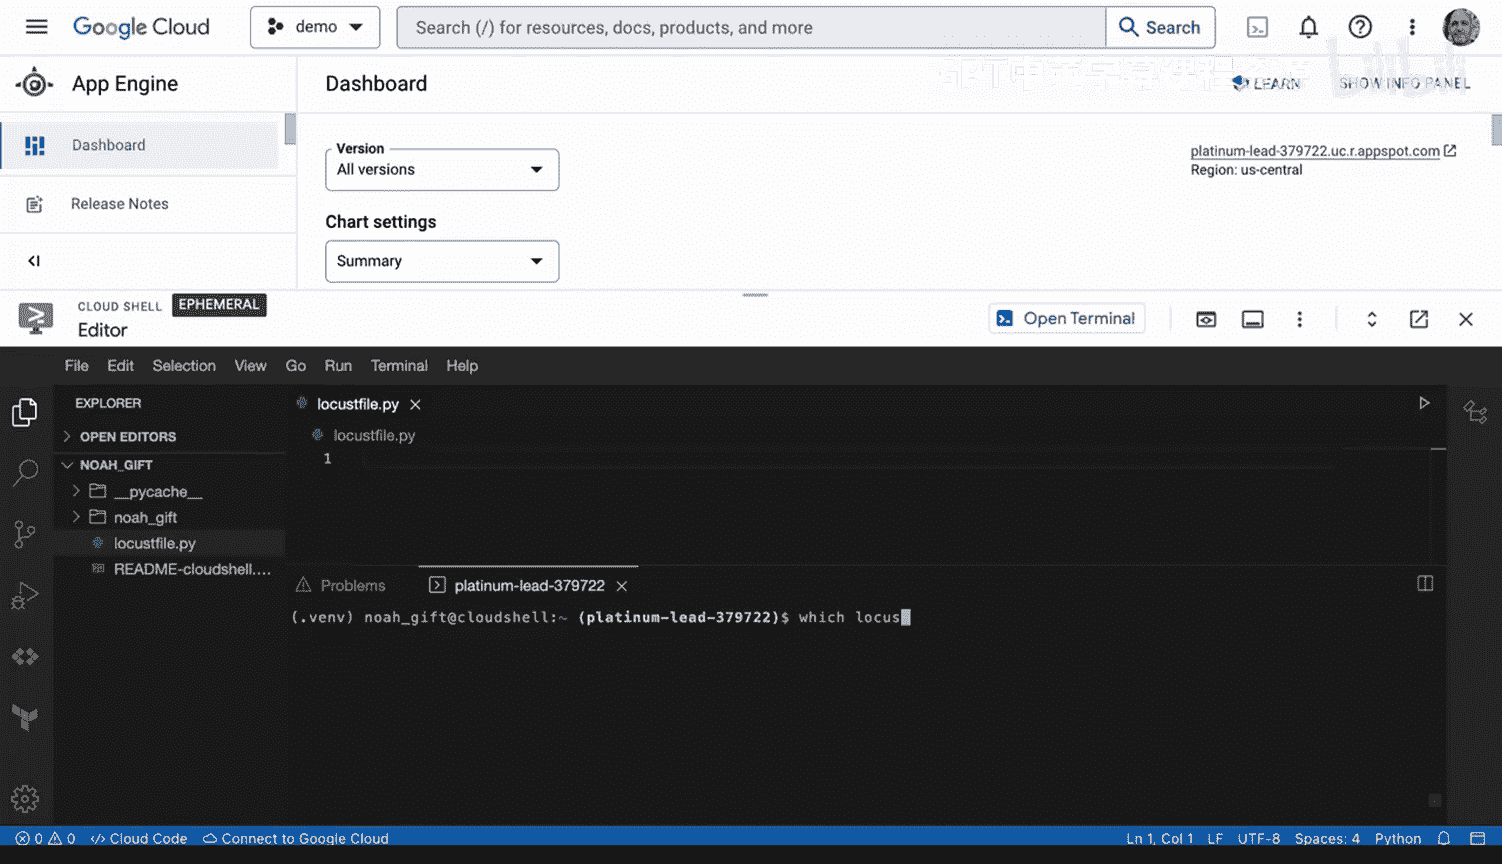 Google Cloud
demo
Search (/) for resources, docs, products, and more
Search
App Engine
Dashboard
LEARN
SHOW INFO PANEL
Dashboard
Release Notes
Version
All versions
platinum-lead-379722.uc.r.appspot.com
Region: us-central
Chart settings
Summary
CLOUD SHELL
EPHEMERAL
Editor
Open Terminal
File Edit Selection View Go Run Terminal Help
EXPLORER
OPEN EDITORS
NOAH_GIFT
__pycache__
noah_gift
locustfile.py
README-cloudshell....
locustfile.py
locustfile.py
1
Problems
platinum-lead-379722
(.venv) noah_gift@cloudshell:~ (platinum-lead-379722)$ which locus
0 0 Cloud Code Connect to Google Cloud
Ln 1, Col 1 LF UTF-8 Spaces: 4 Python